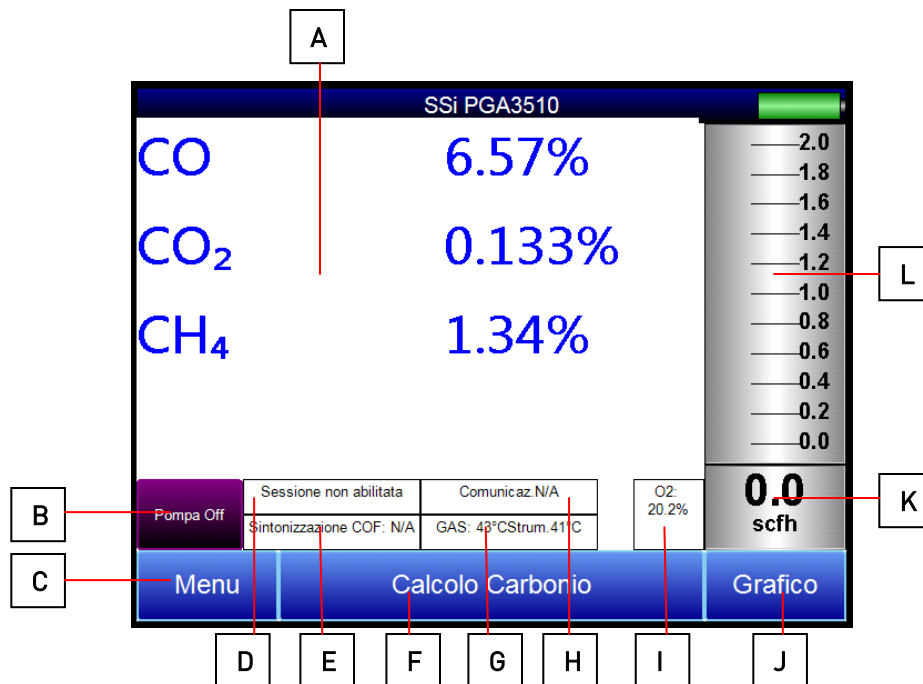 A
SSi PGA3510
CO 6.57%
CO₂ 0.133%
CH₄ 1.34%
2.0
1.8
1.6
1.4
1.2
1.0
0.8
0.6
0.4
0.2
0.0
L
B
Pompa Off
Sessione non abilitata
Comunicaz.N/A
Sintonizzazione COF: N/A
GAS: 43°CStrum.41°C
O2:
20.2%
0.0
scfh
K
C
Menu
Calcolo Carbonio
Grafico
D
E
F
G
H
I
J